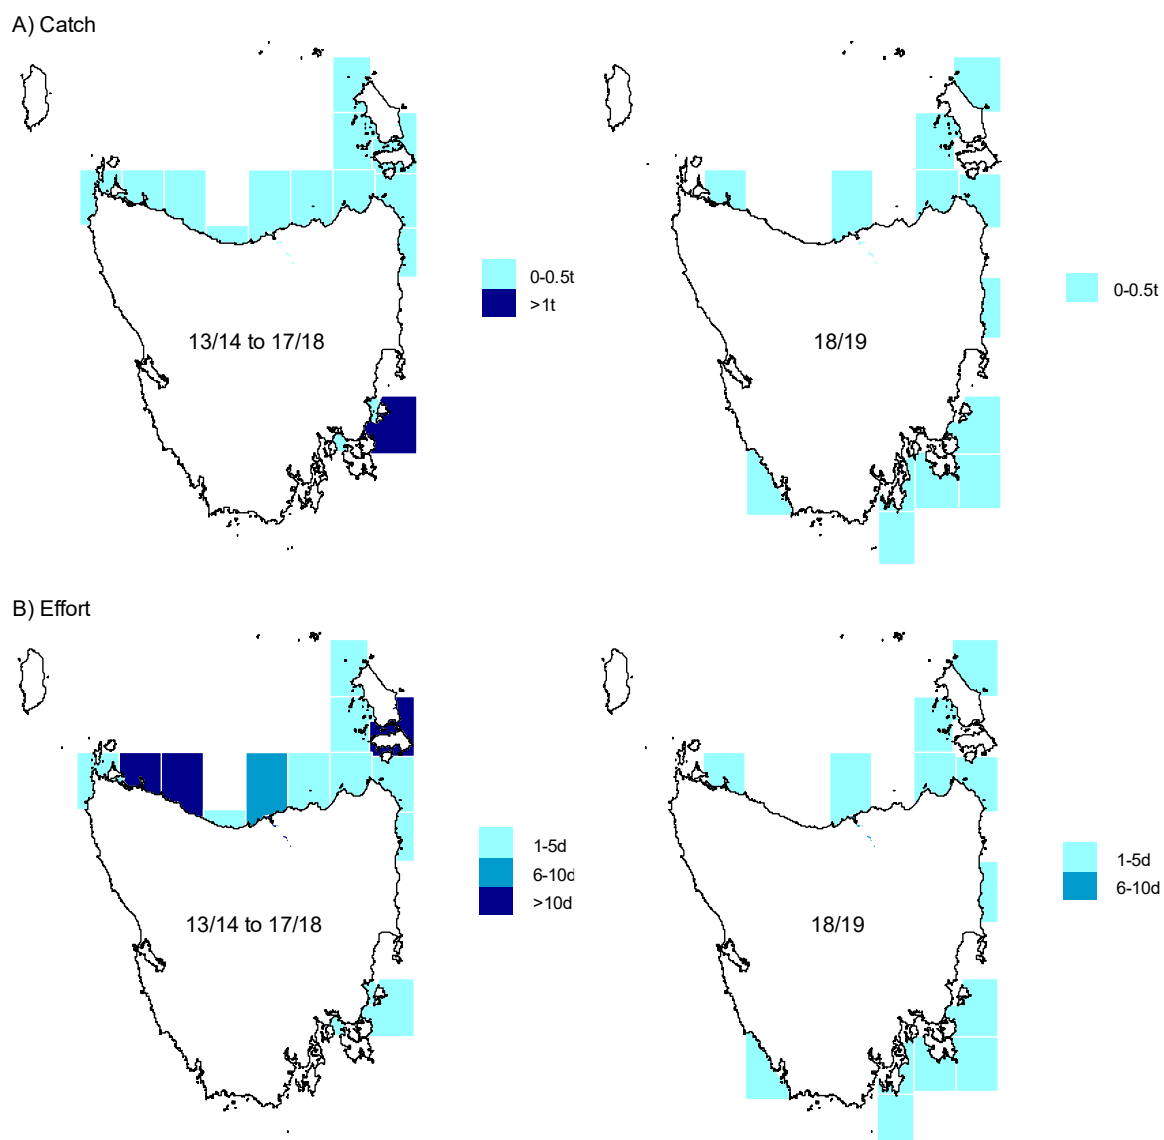 A) Catch
0-0.5t
>1t
13/14 to 17/18
0-0.5t
18/19
B) Effort
1-5d
6-10d
>10d
13/14 to 17/18
1-5d
6-10d
18/19